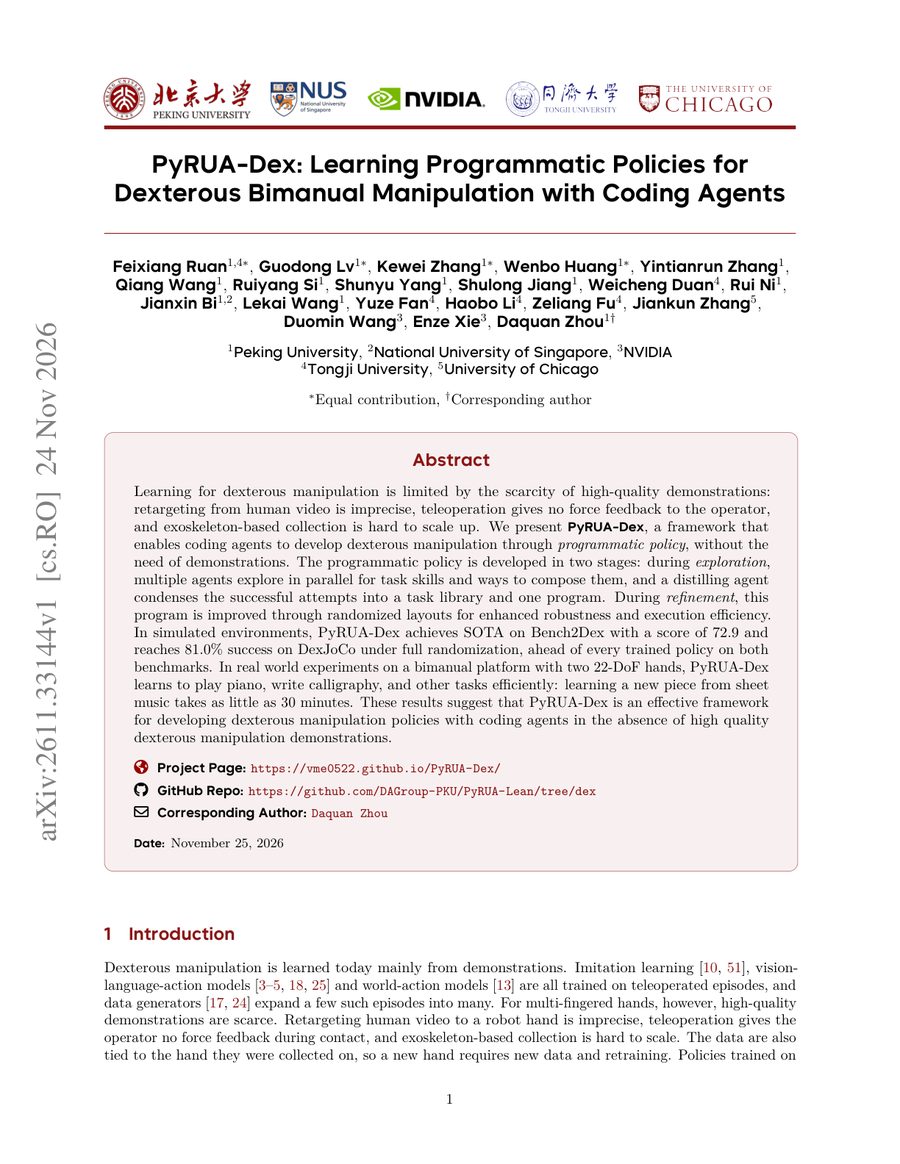 北京大学
PEKING UNIVERSITY
NUS
National University
of Singapore
NVIDIA.
同濟大学
TONGJI UNIVERSITY
THE UNIVERSITY OF
CHICAGO
PyRUA-Dex: Learning Programmatic Policies for
Dexterous Bimanual Manipulation with Coding Agents
Feixiang Ruan1,4*, Guodong Lv1*, Kewei Zhang1*, Wenbo Huang1*, Yintianrun Zhang1,
Qiang Wang1, Ruiyang Si1, Shunyu Yang1, Shulong Jiang1, Weicheng Duan4, Rui Ni1,
Jianxin Bi1,2, Lekai Wang1, Yuze Fan4, Haobo Li4, Zeliang Fu4, Jiankun Zhang5,
Duomin Wang3, Enze Xie3, Daquan Zhou1†
1Peking University, 2National University of Singapore, 3NVIDIA
4Tongji University, 5University of Chicago
*Equal contribution, †Corresponding author
arXiv:2611.33144v1 [cs.RO] 24 Nov 2026
Abstract
Learning for dexterous manipulation is limited by the scarcity of high-quality demonstrations:
retargeting from human video is imprecise, teleoperation gives no force feedback to the operator,
and exoskeleton-based collection is hard to scale up. We present PyRUA-Dex, a framework that
enables coding agents to develop dexterous manipulation through programmatic policy, without the
need of demonstrations. The programmatic policy is developed in two stages: during exploration,
multiple agents explore in parallel for task skills and ways to compose them, and a distilling agent
condenses the successful attempts into a task library and one program. During refinement, this
program is improved through randomized layouts for enhanced robustness and execution efficiency.
In simulated environments, PyRUA-Dex achieves SOTA on Bench2Dex with a score of 72.9 and
reaches 81.0% success on DexJoCo under full randomization, ahead of every trained policy on both
benchmarks. In real world experiments on a bimanual platform with two 22-DoF hands, PyRUA-Dex
learns to play piano, write calligraphy, and other tasks efficiently: learning a new piece from sheet
music takes as little as 30 minutes. These results suggest that PyRUA-Dex is an effective framework
for developing dexterous manipulation policies with coding agents in the absence of high quality
dexterous manipulation demonstrations.
Project Page: https://vme0522.github.io/PyRUA-Dex/
GitHub Repo: https://github.com/DAGroup-PKU/PyRUA-Lean/tree/dex
Corresponding Author: Daquan Zhou
Date: November 25, 2026
1 Introduction
Dexterous manipulation is learned today mainly from demonstrations. Imitation learning [10, 51], vision-
language-action models [3–5, 18, 25] and world-action models [13] are all trained on teleoperated episodes, and
data generators [17, 24] expand a few such episodes into many. For multi-fingered hands, however, high-quality
demonstrations are scarce. Retargeting human video to a robot hand is imprecise, teleoperation gives the
operator no force feedback during contact, and exoskeleton-based collection is hard to scale. The data are also
tied to the hand they were collected on, so a new hand requires new data and retraining. Policies trained on
1